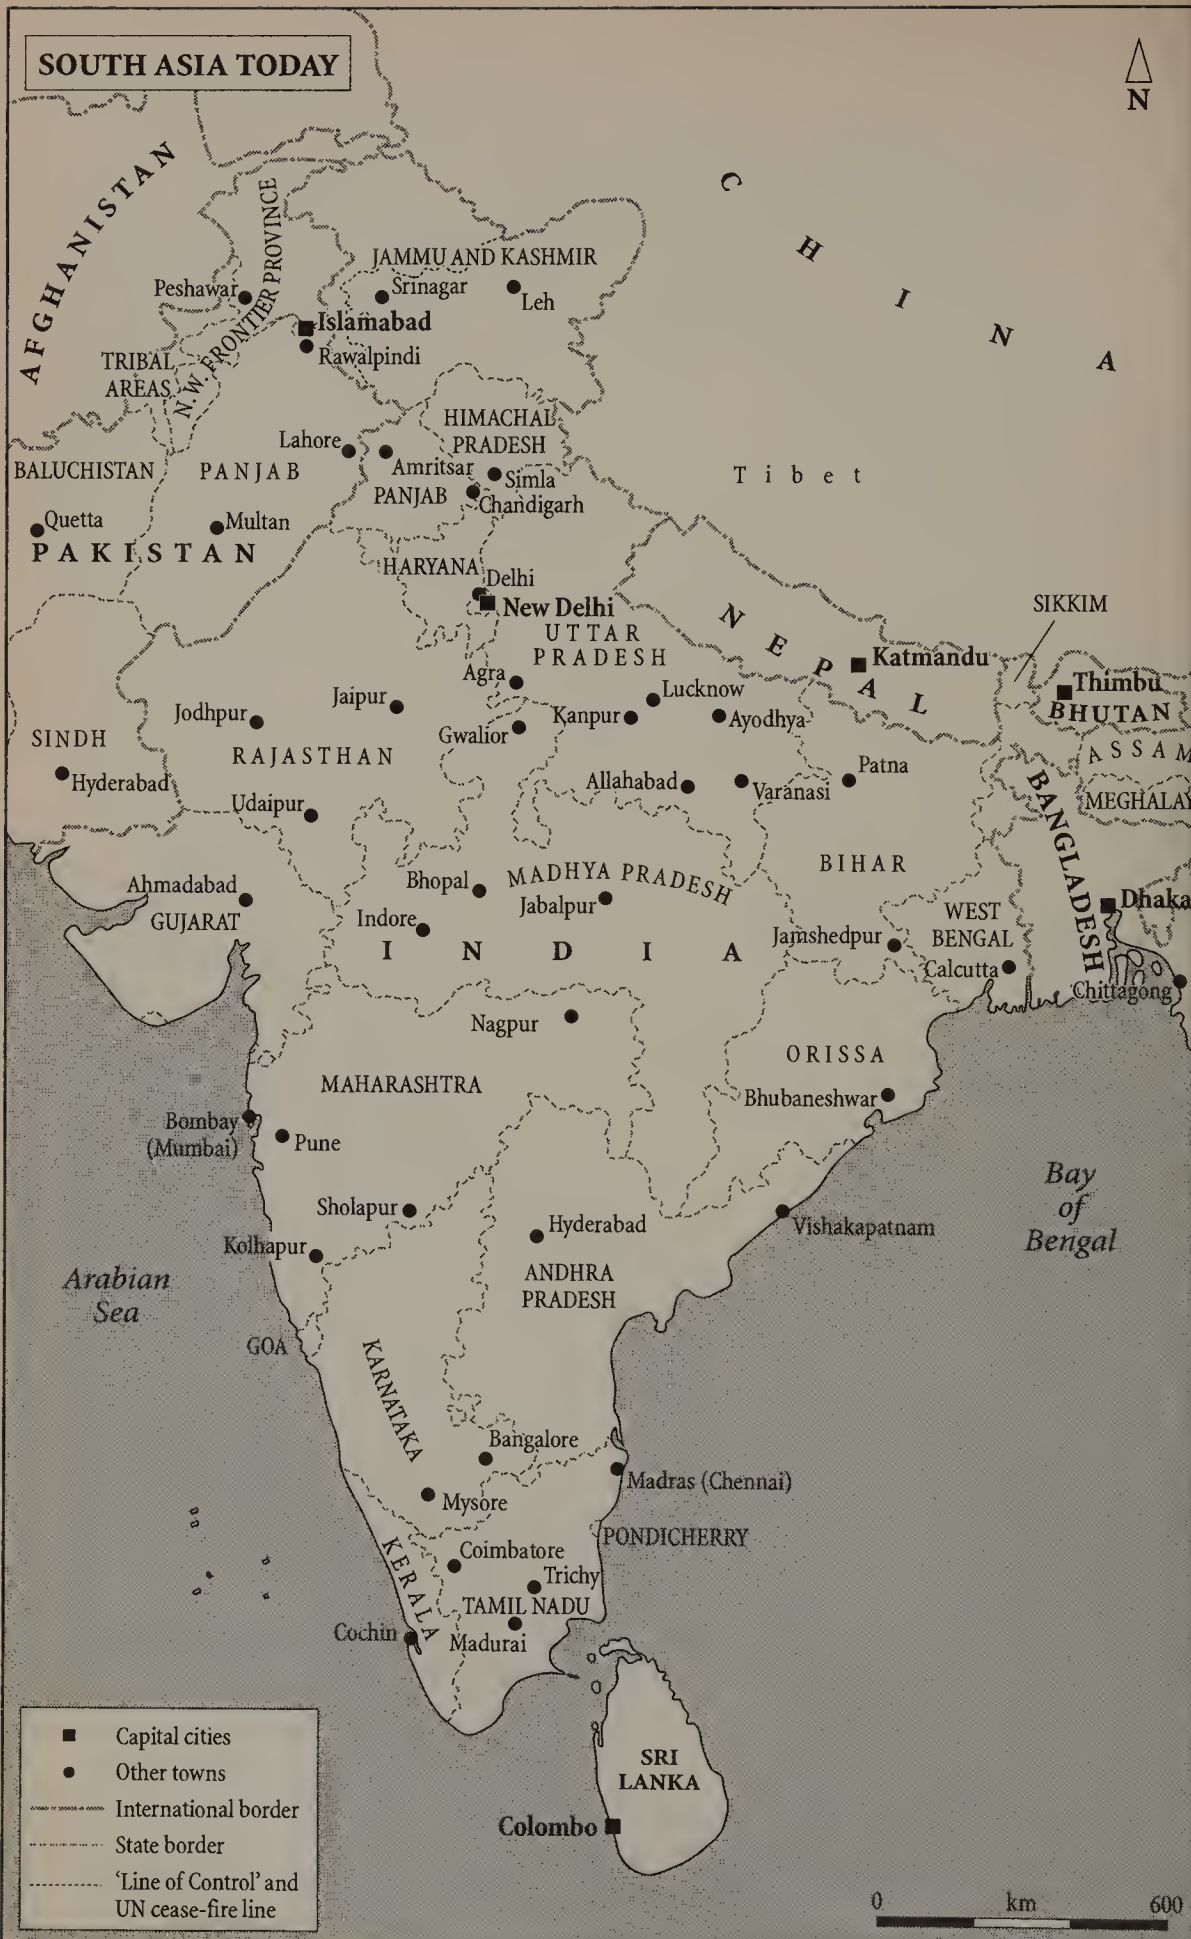 SOUTH ASIA TODAY
N
AFGHANISTAN
CHINA
N.W. FRONTIER PROVINCE
JAMMU AND KASHMIR
Peshawar
Srinagar
Leh
Islamabad
Rawalpindi
TRIBAL
AREAS
HIMACHAL
PRADESH
Lahore
Amritsar
BALUCHISTAN
PANJAB
Simla
PANJAB
Chandigarh
Tibet
Quetta
Multan
PAKISTAN
HARYANA
Delhi
New Delhi
UTTAR
PRADESH
NEPAL
SIKKIM
Katmandu
Thimbu
BHUTAN
Agra
Lucknow
Jaipur
Kanpur
Ayodhya
Jodhpur
Gwalior
SINDH
RAJASTHAN
ASSAM
Hyderabad
Allahabad
Varanasi
Patna
BANGLADESH
MEGHALAY
Udaipur
BIHAR
Ahmadabad
Bhopal
MADHYA PRADESH
Jabalpur
Dhaka
GUJARAT
Indore
WEST
BENGAL
INDIA
Jamshedpur
Calcutta
Chittagong
Nagpur
ORISSA
MAHARASHTRA
Bhubaneshwar
Bombay
(Mumbai)
Pune
Bay
of
Bengal
Sholapur
Hyderabad
Vishakapatnam
Kolhapur
Arabian
Sea
ANDHRA
PRADESH
GOA
KARNATAKA
Bangalore
Madras (Chennai)
Mysore
PONDICHERRY
KERALA
Coimbatore
Trichy
TAMIL NADU
Cochin
Madurai
SRI
LANKA
Colombo
Capital cities
Other towns
International border
State border
‘Line of Control’ and
UN cease-fire line
0 km 600